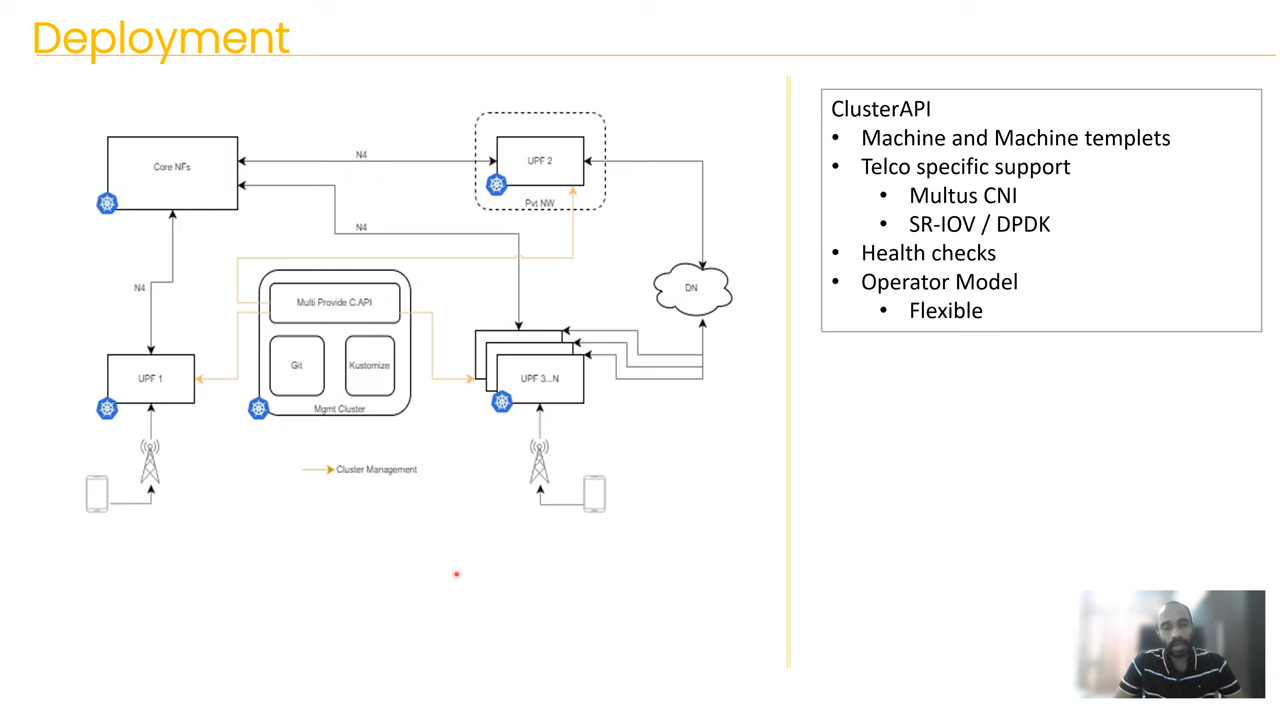 Deployment
Core NFs
N4
UPF 2
Pvt NW
N4
DN
N4
Multi Provide C.API
Git
Kustomize
Mgmt Cluster
UPF 1
UPF 3...N
Cluster Management
ClusterAPI
• Machine and Machine templets
• Telco specific support
• Multus CNI
• SR-IOV / DPDK
• Health checks
• Operator Model
• Flexible